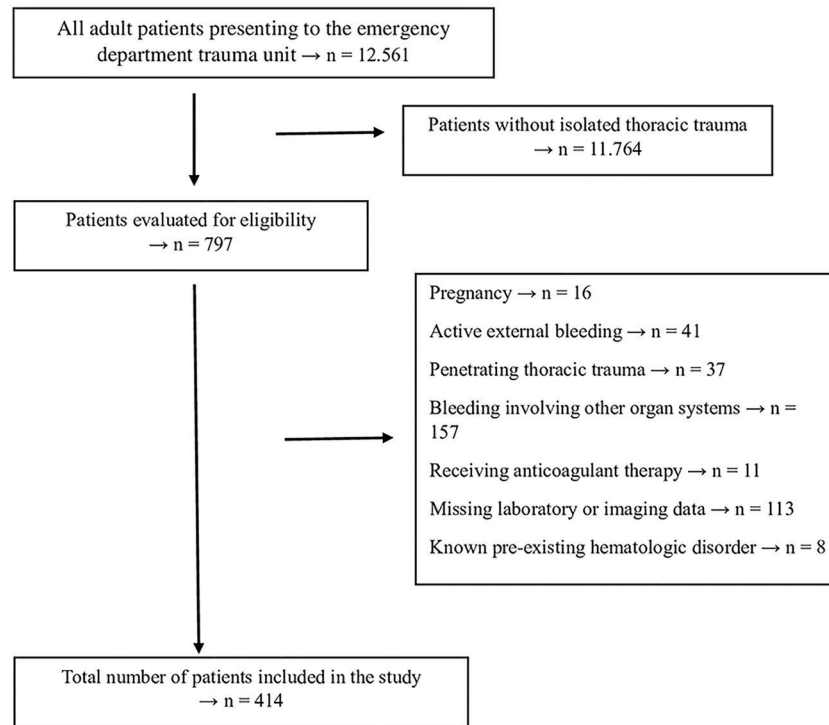 All adult patients presenting to the emergency
department trauma unit → n = 12.561
Patients without isolated thoracic trauma
→ n = 11.764
Patients evaluated for eligibility
→ n = 797
Pregnancy → n = 16
Active external bleeding → n = 41
Penetrating thoracic trauma → n = 37
Bleeding involving other organ systems → n =
157
Receiving anticoagulant therapy → n = 11
Missing laboratory or imaging data → n = 113
Known pre-existing hematologic disorder → n = 8
Total number of patients included in the study
→ n = 414